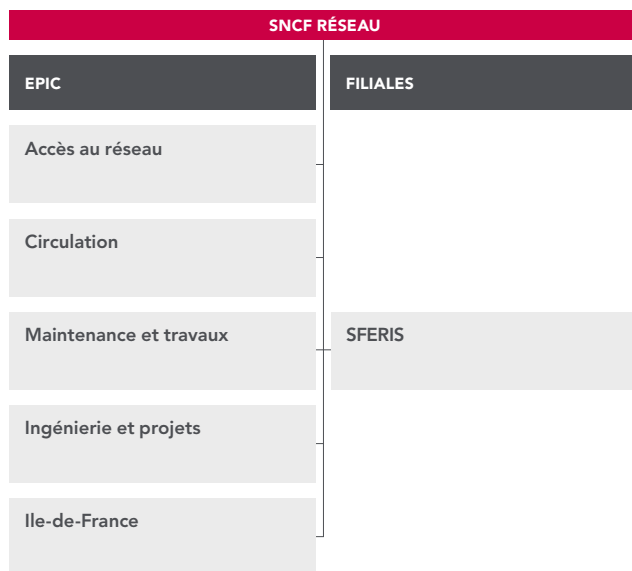 SNCF RÉSEAU
EPIC
FILIALES
Accès au réseau
Circulation
Maintenance et travaux
SFERIS
Ingénierie et projets
Ile-de-France